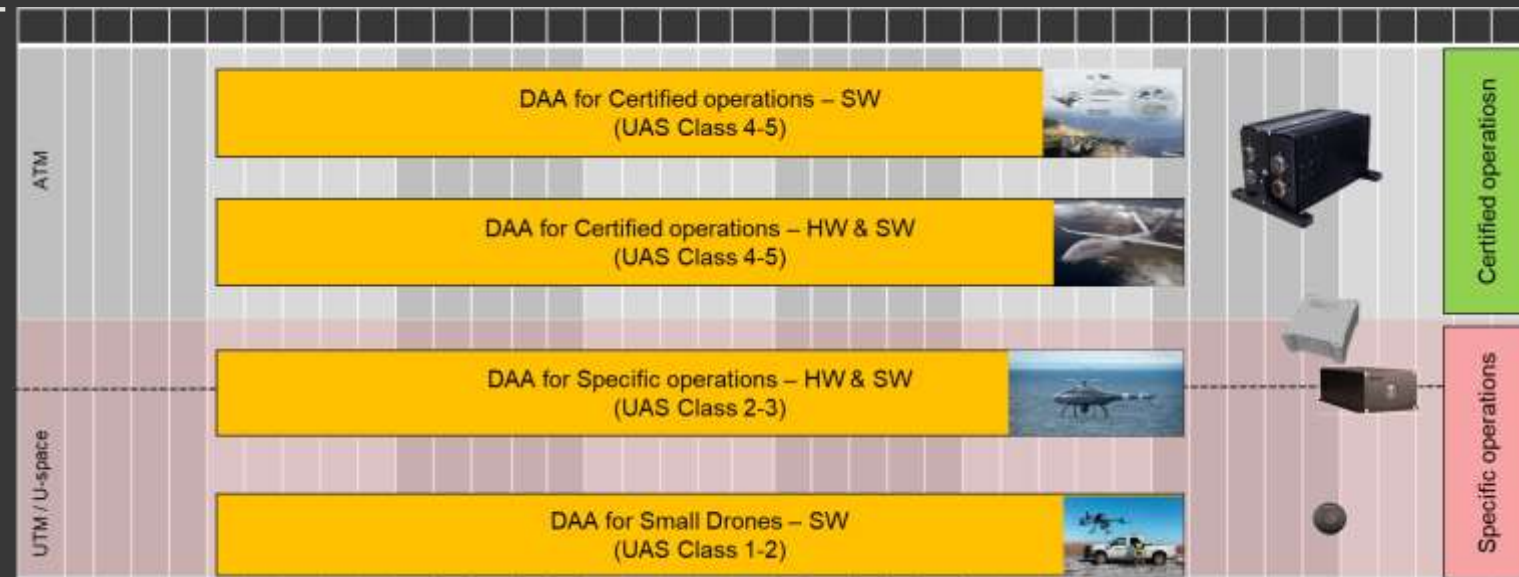 ATM
DAA for Certified operations – SW
(UAS Class 4-5)
DAA for Certified operations – HW & SW
(UAS Class 4-5)
Certified operatiosn
UTM / U-space
DAA for Specific operations – HW & SW
(UAS Class 2-3)
DAA for Small Drones – SW
(UAS Class 1-2)
Specific operations